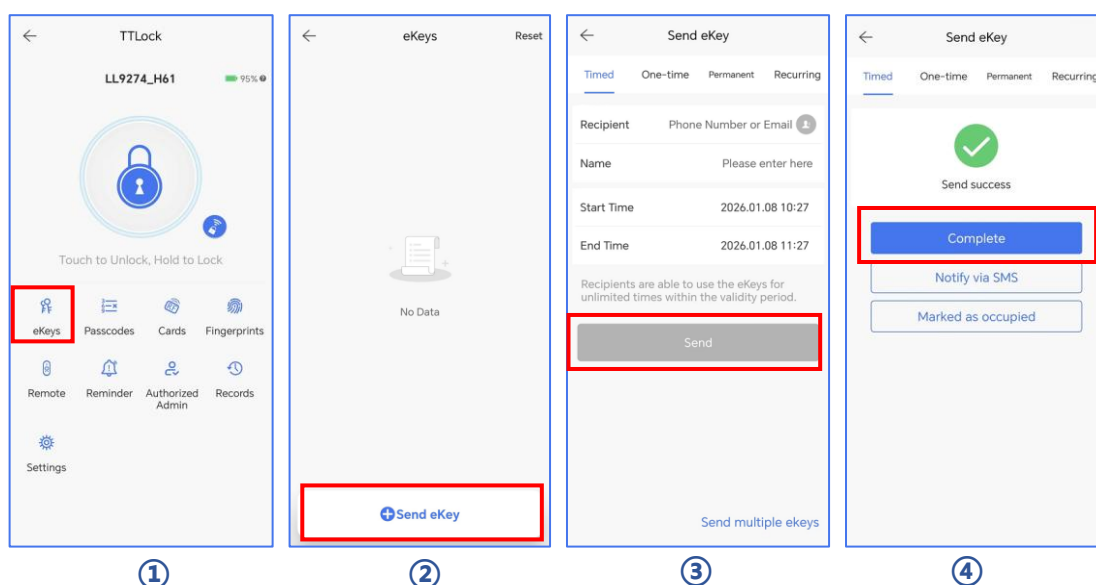 TTLock
LL9274_H61 95%
Touch to Unlock, Hold to Lock
eKeys Passcodes Cards Fingerprints
Remote Reminder Authorized Admin Records
Settings
①
eKeys Reset
No Data
Send eKey
②
Send eKey
Timed One-time Permanent Recurring
Recipient Phone Number or Email
Name Please enter here
Start Time 2026.01.08 10:27
End Time 2026.01.08 11:27
Recipients are able to use the eKeys for
unlimited times within the validity period.
Send
Send multiple ekeys
③
Send eKey
Timed One-time Permanent Recurring
Send success
Complete
Notify via SMS
Marked as occupied
④